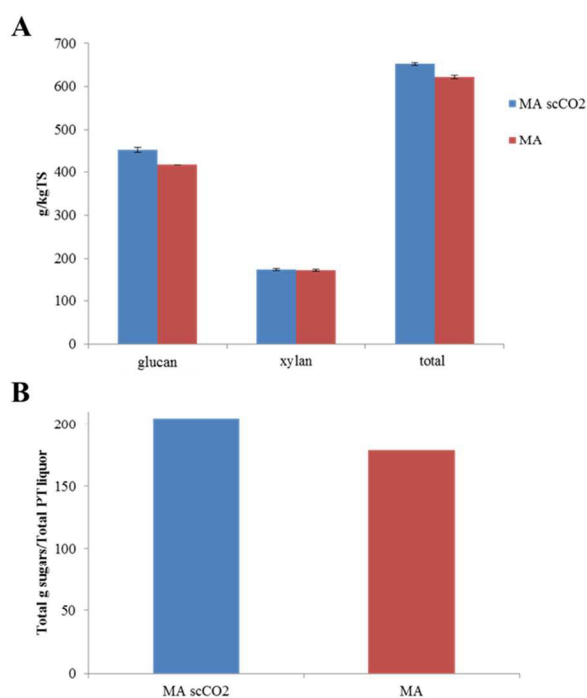 A
700
600
500
400
300
200
100
0
g/kgTS
glucan xylan total
MA scCO2
MA
B
200
150
100
50
0
Total g sugars/Total PT liquor
MA scCO2 MA